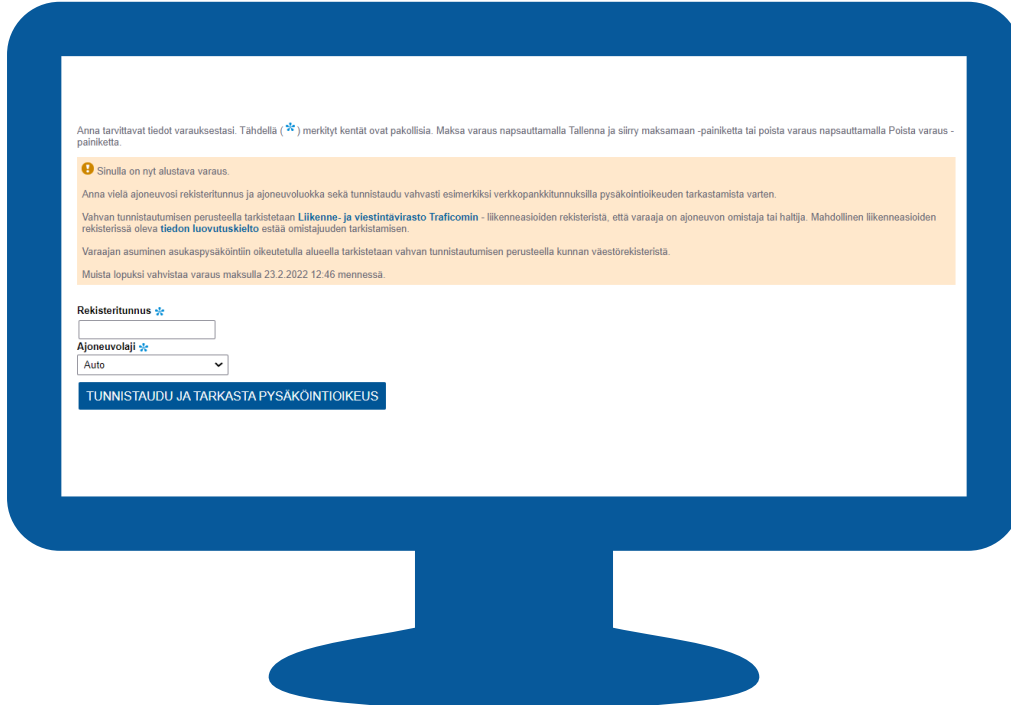 Anna tarvittavat tiedot varauksestasi. Tähdellä ( * ) merkityt kentät ovat pakollisia. Maksa varaus napsauttamalla Tallenna ja siirry maksamaan -painiketta tai poista varaus napsauttamalla Poista varaus -
painiketta.
Sinulla on nyt alustava varaus.
Anna vielä ajoneuvosi rekisteritunnus ja ajoneuvoluokka sekä tunnistaudu vahvasti esimerkiksi verkkopankkitunnuksilla pysäköintioikeuden tarkastamista varten.
Vahvan tunnistautumisen perusteella tarkistetaan Liikenne- ja viestintävirasto Traficomin - liikenneasioiden rekisteristä, että varaaja on ajoneuvon omistaja tai haltija. Mahdollinen liikenneasioiden
rekisterissä oleva tiedon luovutuskielto estää omistajuuden tarkistamisen.
Varaajan asuminen asukaspysäköintiin oikeutetulla alueella tarkistetaan vahvan tunnistautumisen perusteella kunnan väestörekisteristä.
Muista lopuksi vahvistaa varaus maksulla 23.2.2022 12:46 mennessä.
Rekisteritunnus *
Ajoneuvolaji *
Auto
TUNNISTAUDU JA TARKASTA PYSÄKÖINTIOIKEUS